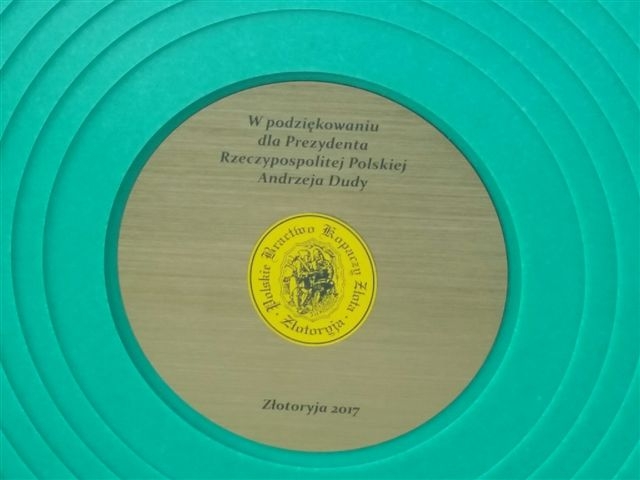 W podziękowaniu
dla Prezydenta
Rzeczypospolitej Polskiej
Andrzeja Dudy
Polskie Bractwo Kopaczy Złota
· Złotoryja ·
Złotoryja 2017